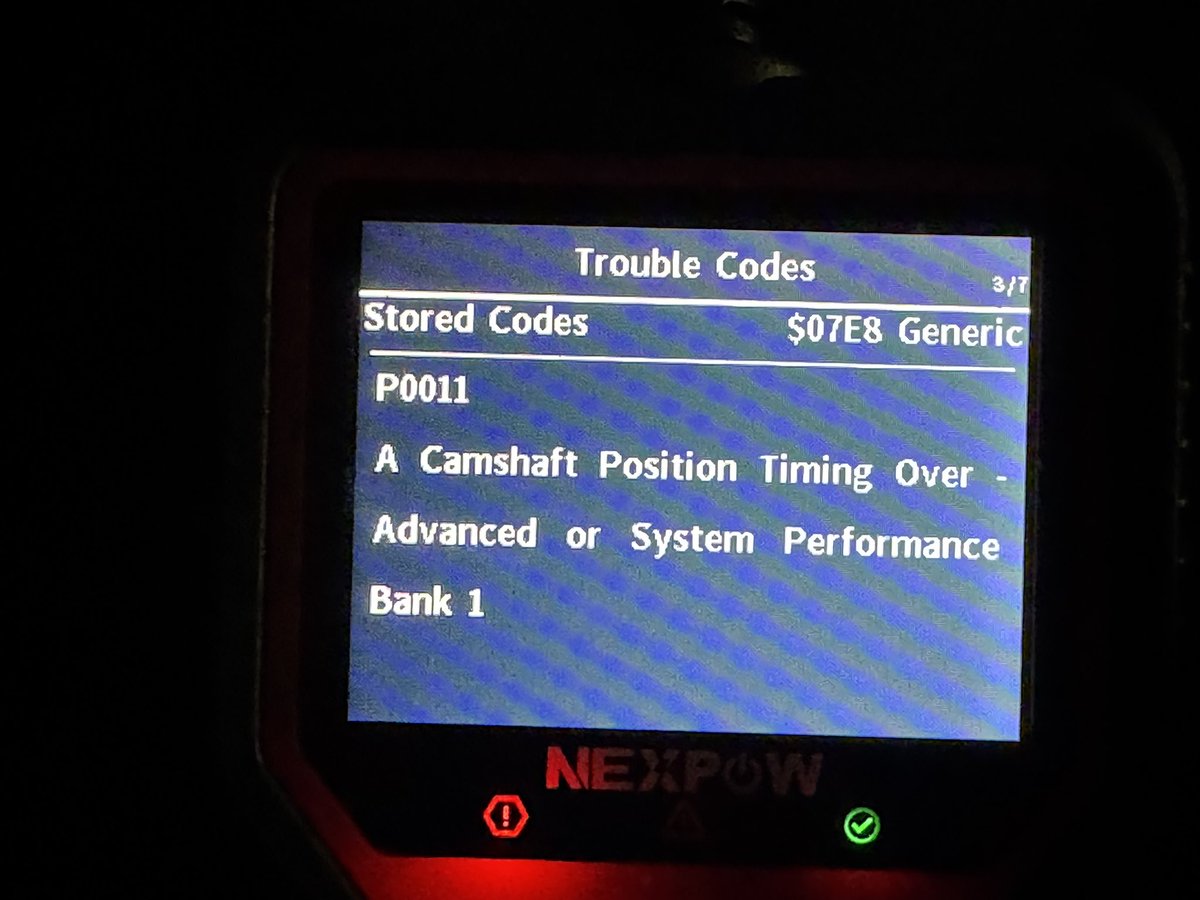 Trouble Codes
3/7
Stored Codes $07E8 Generic
P0011
A Camshaft Position Timing Over -
Advanced or System Performance
Bank 1
NEXPOW